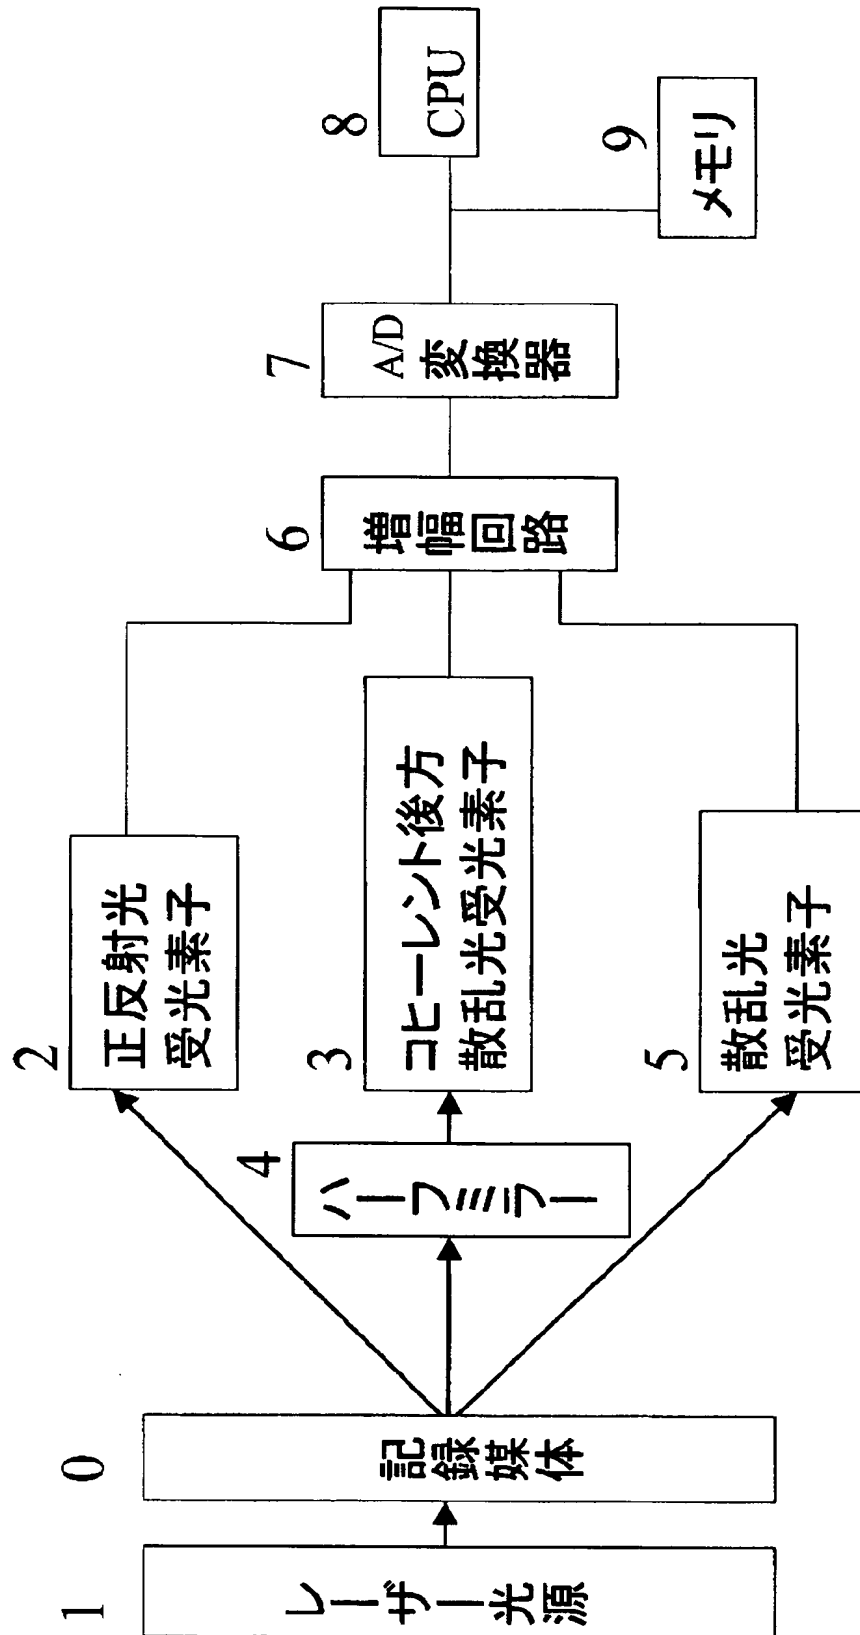 1
レーザー光源
0
記録媒体
2
正反射光
受光素子
4
ハーフミラー
3
コヒーレント後方
散乱光受光素子
5
散乱光
受光素子
6
増幅回路
7
A/D
変換器
8
CPU
9
メモリ